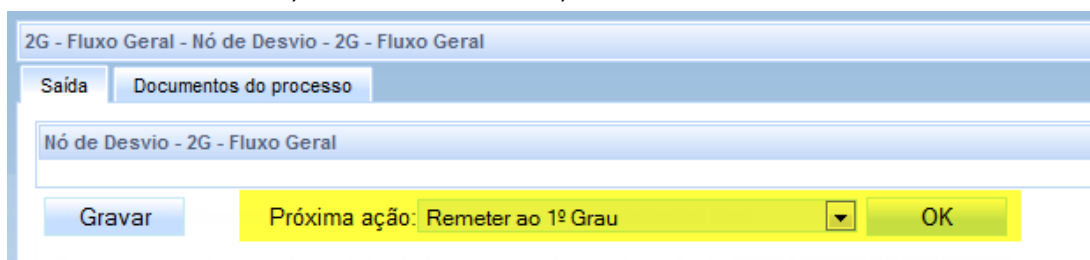 2G - Fluxo Geral - Nó de Desvio - 2G - Fluxo Geral
Saída Documentos do processo
Nó de Desvio - 2G - Fluxo Geral
Gravar Próxima ação: Remeter ao 1º Grau OK